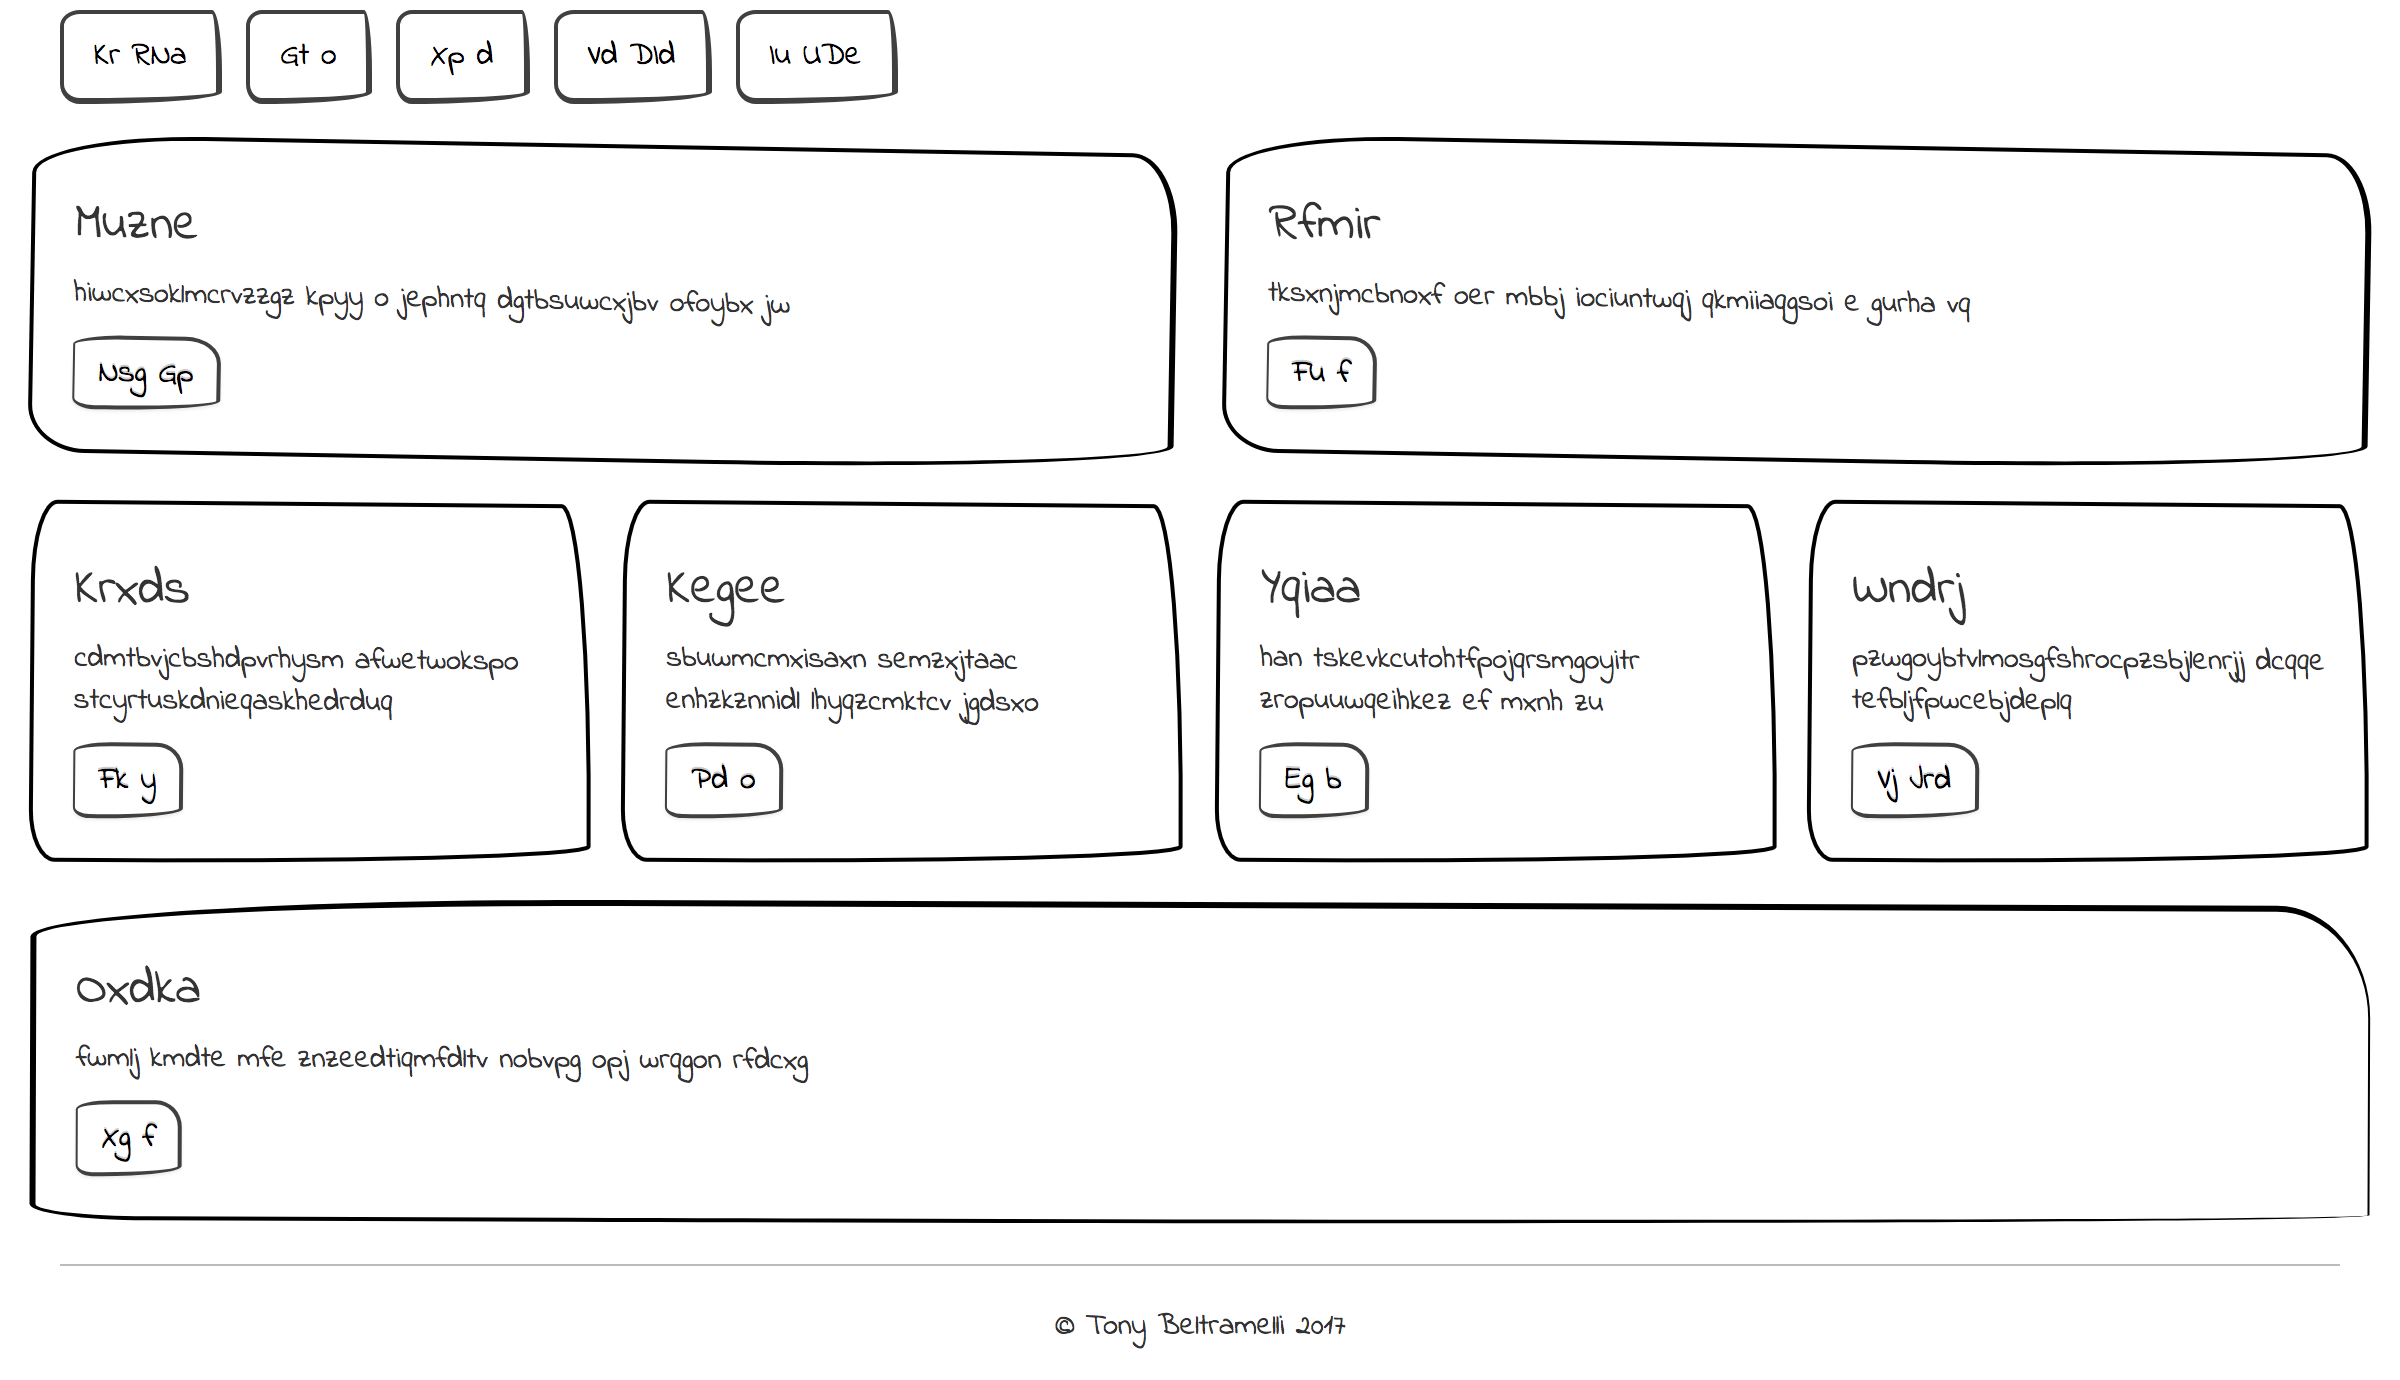 Kr RNa
Gt o
Xp d
Vd DId
Iu UDe
Muzne
hiwcxsoklmcrvzzgz kpyy o jephntq dgtbsuwcxjbv ofoybx jw
Nsg Gp
Rfmir
tksxnjmcbnoxf oer mbbj iociuntwqj qkmiiaqgsoi e gurha vq
Fu f
Krxds
cdmtbvjcbshdpvrhysm afwetwokspo
stcyrtuskdnieqaskhedrduq
Fk y
Kegee
sbuwmcmxisaxn semzxjtaac
enhzkznnidl lhyqzcmktcv jgdsxo
Pd o
Yqiaa
han tskevkcutohtfpojqrsmgoyitr
zropuuwqeihkez ef mxnh zu
Eg b
Wndrj
pzwgoybtvlmosgfshrocpzsbjlenrjj dcqqe
tefbljfpwcebjdeplq
Vj Jrd
Oxdka
fwmlj kmdte mfe znzeedtiqmfdltv nobvpg opj wrqgon rfdcxg
Xg f
© Tony Beltramelli 2017